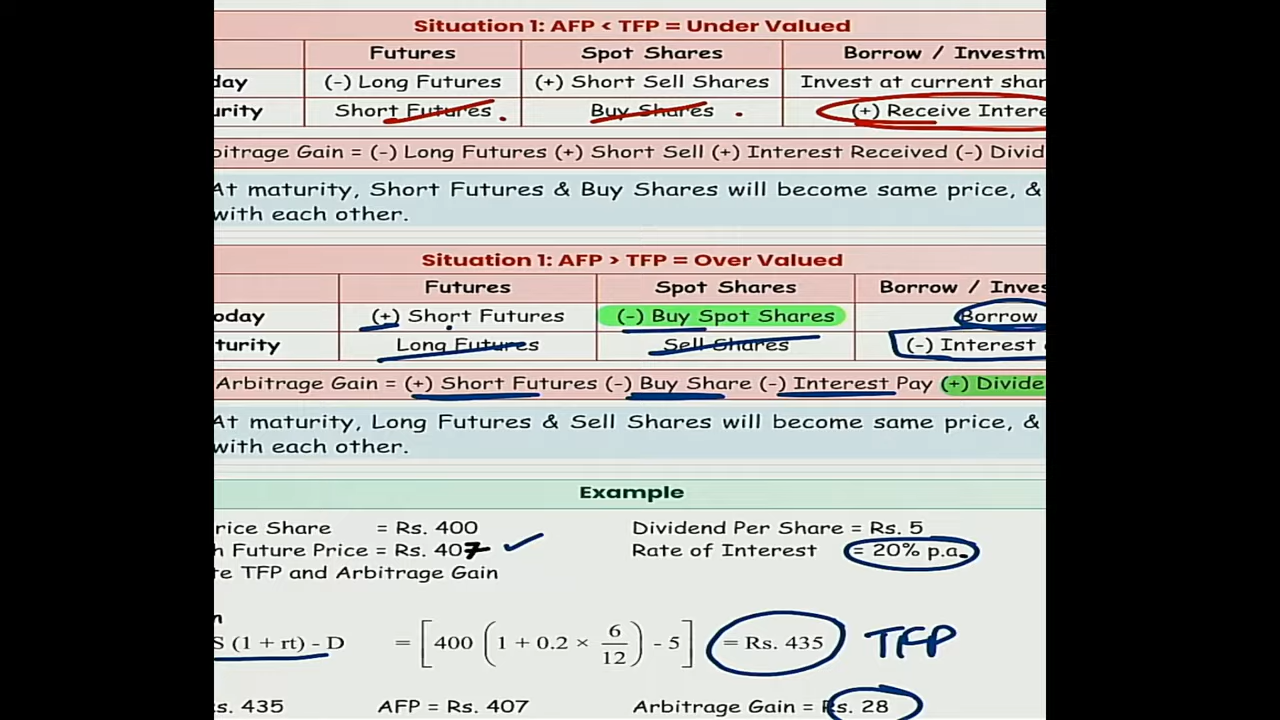 Situation 1: AFP < TFP = Under Valued
Futures Spot Shares Borrow / Investm
day (-) Long Futures (+) Short Sell Shares Invest at current shar
urity Short Futures Buy Shares (+) Receive Intere
bitrage Gain = (-) Long Futures (+) Short Sell (+) Interest Received (-) Divid
At maturity, Short Futures & Buy Shares will become same price, &
with each other.
Situation 1: AFP > TFP = Over Valued
Futures Spot Shares Borrow / Inves
oday (+) Short Futures (-) Buy Spot Shares Borrow
turity Long Futures Sell Shares (-) Interest
Arbitrage Gain = (+) Short Futures (-) Buy Share (-) Interest Pay (+) Divide
At maturity, Long Futures & Sell Shares will become same price, &
with each other.
Example
rice Share = Rs. 400 Dividend Per Share = Rs. 5
h Future Price = Rs. 407 Rate of Interest = 20% p.a.
te TFP and Arbitrage Gain
n
S (1 + rt) - D = [400 (1 + 0.2 × 6/12) - 5] = Rs. 435 TFP
s. 435 AFP = Rs. 407 Arbitrage Gain = Rs. 28